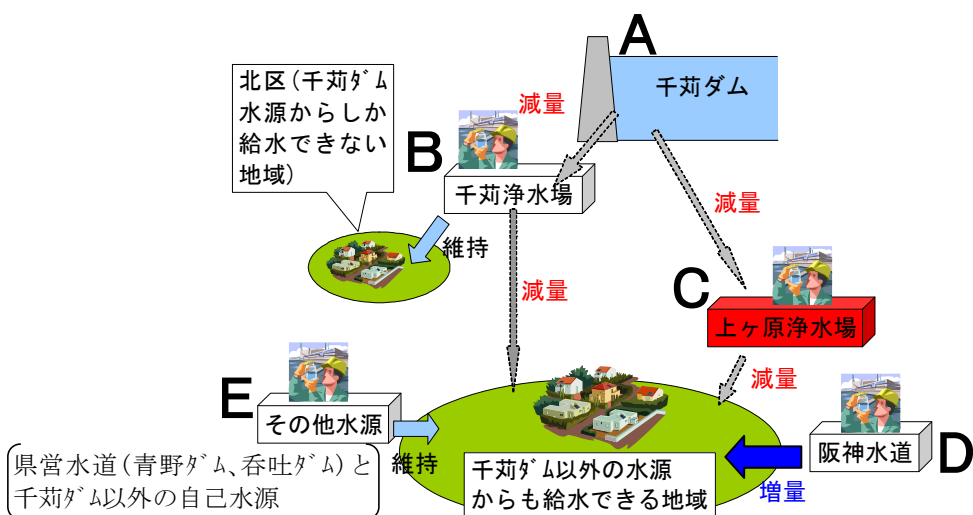 A
千苅ダム
北区(千苅ﾀﾞﾑ
水源からしか
給水できない
地域)
減量
B
千苅浄水場
減量
維持
減量
C
上ヶ原浄水場
減量
E
その他水源
維持
県営水道(青野ﾀﾞﾑ、呑吐ﾀﾞﾑ)と
千苅ﾀﾞﾑ以外の自己水源
千苅ﾀﾞﾑ以外の水源
からも給水できる地域
阪神水道
D
増量